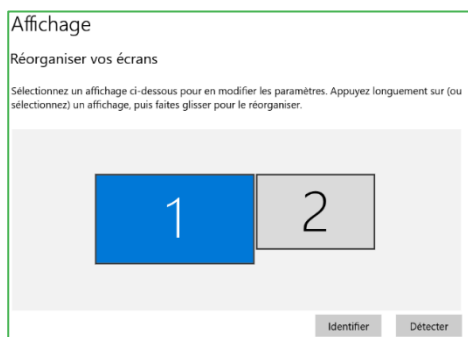 Affichage
Réorganiser vos écrans
Sélectionnez un affichage ci-dessous pour en modifier les paramètres. Appuyez longuement sur (ou
sélectionnez) un affichage, puis faites glisser pour le réorganiser.
1
2
Identifier
Détecter